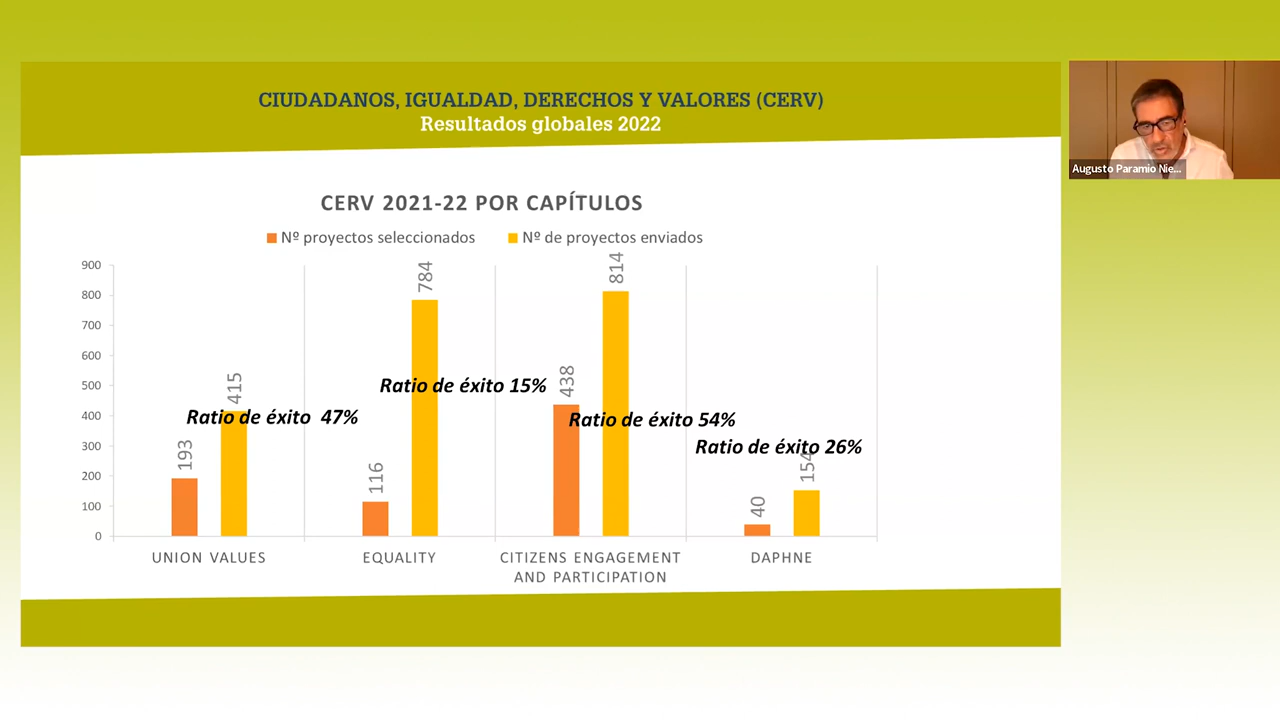 CIUDADANOS, IGUALDAD, DERECHOS Y VALORES (CERV)
Resultados globales 2022
Augusto Paramio Nie...
CERV 2021-22 POR CAPÍTULOS
Nº proyectos seleccionados
Nº de proyectos enviados
900
800
700
600
500
400
300
200
100
0
193
415
Ratio de éxito 47%
116
784
Ratio de éxito 15%
438
814
Ratio de éxito 54%
40
154
Ratio de éxito 26%
UNION VALUES
EQUALITY
CITIZENS ENGAGEMENT
AND PARTICIPATION
DAPHNE